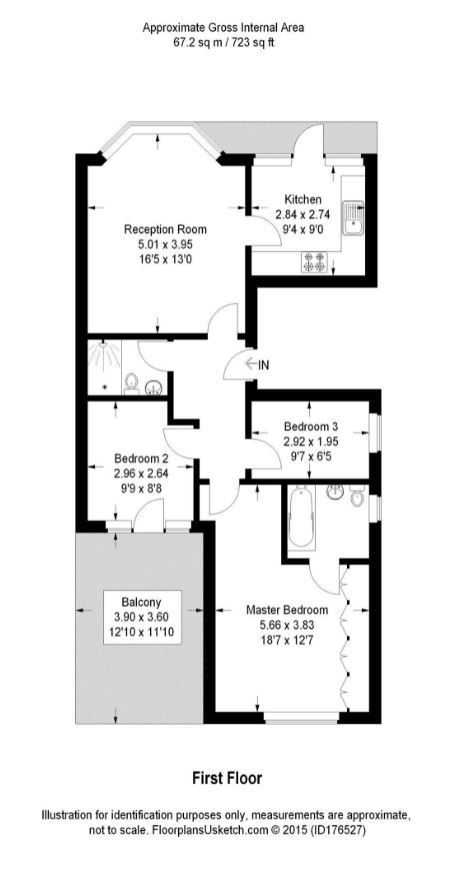 Approximate Gross Internal Area
67.2 sq m / 723 sq ft
Kitchen
2.84 x 2.74
9'4 x 9'0
Reception Room
5.01 x 3.95
16'5 x 13'0
IN
Bedroom 3
2.92 x 1.95
9'7 x 6'5
Bedroom 2
2.96 x 2.64
9'9 x 8'8
Balcony
3.90 x 3.60
12'10 x 11'10
Master Bedroom
5.66 x 3.83
18'7 x 12'7
First Floor
Illustration for identification purposes only, measurements are approximate,
not to scale. FloorplansUsketch.com © 2015 (ID176527)